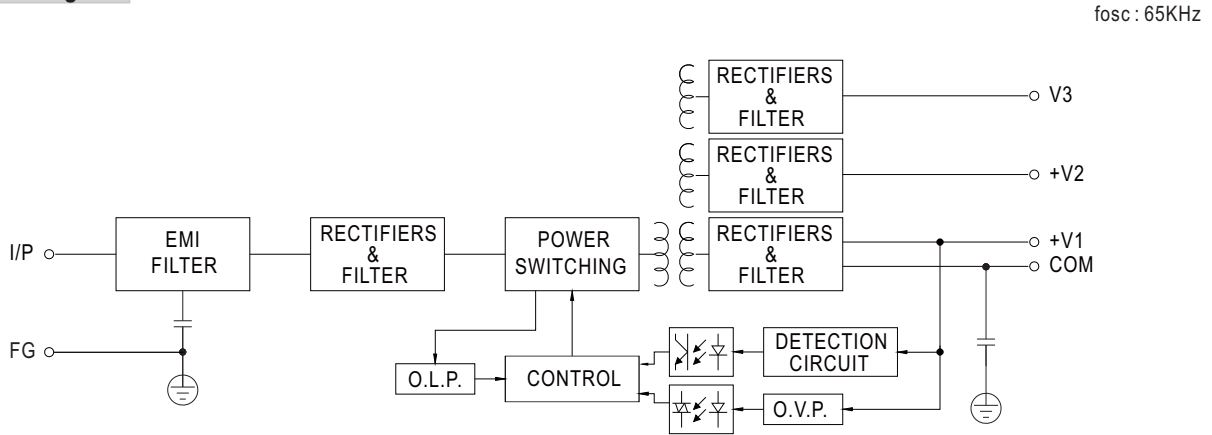 fosc : 65KHz
RECTIFIERS
&
FILTER
V3
RECTIFIERS
&
FILTER
+V2
I/P
EMI
FILTER
RECTIFIERS
&
FILTER
POWER
SWITCHING
RECTIFIERS
&
FILTER
+V1
COM
FG
O.L.P.
CONTROL
DETECTION
CIRCUIT
O.V.P.